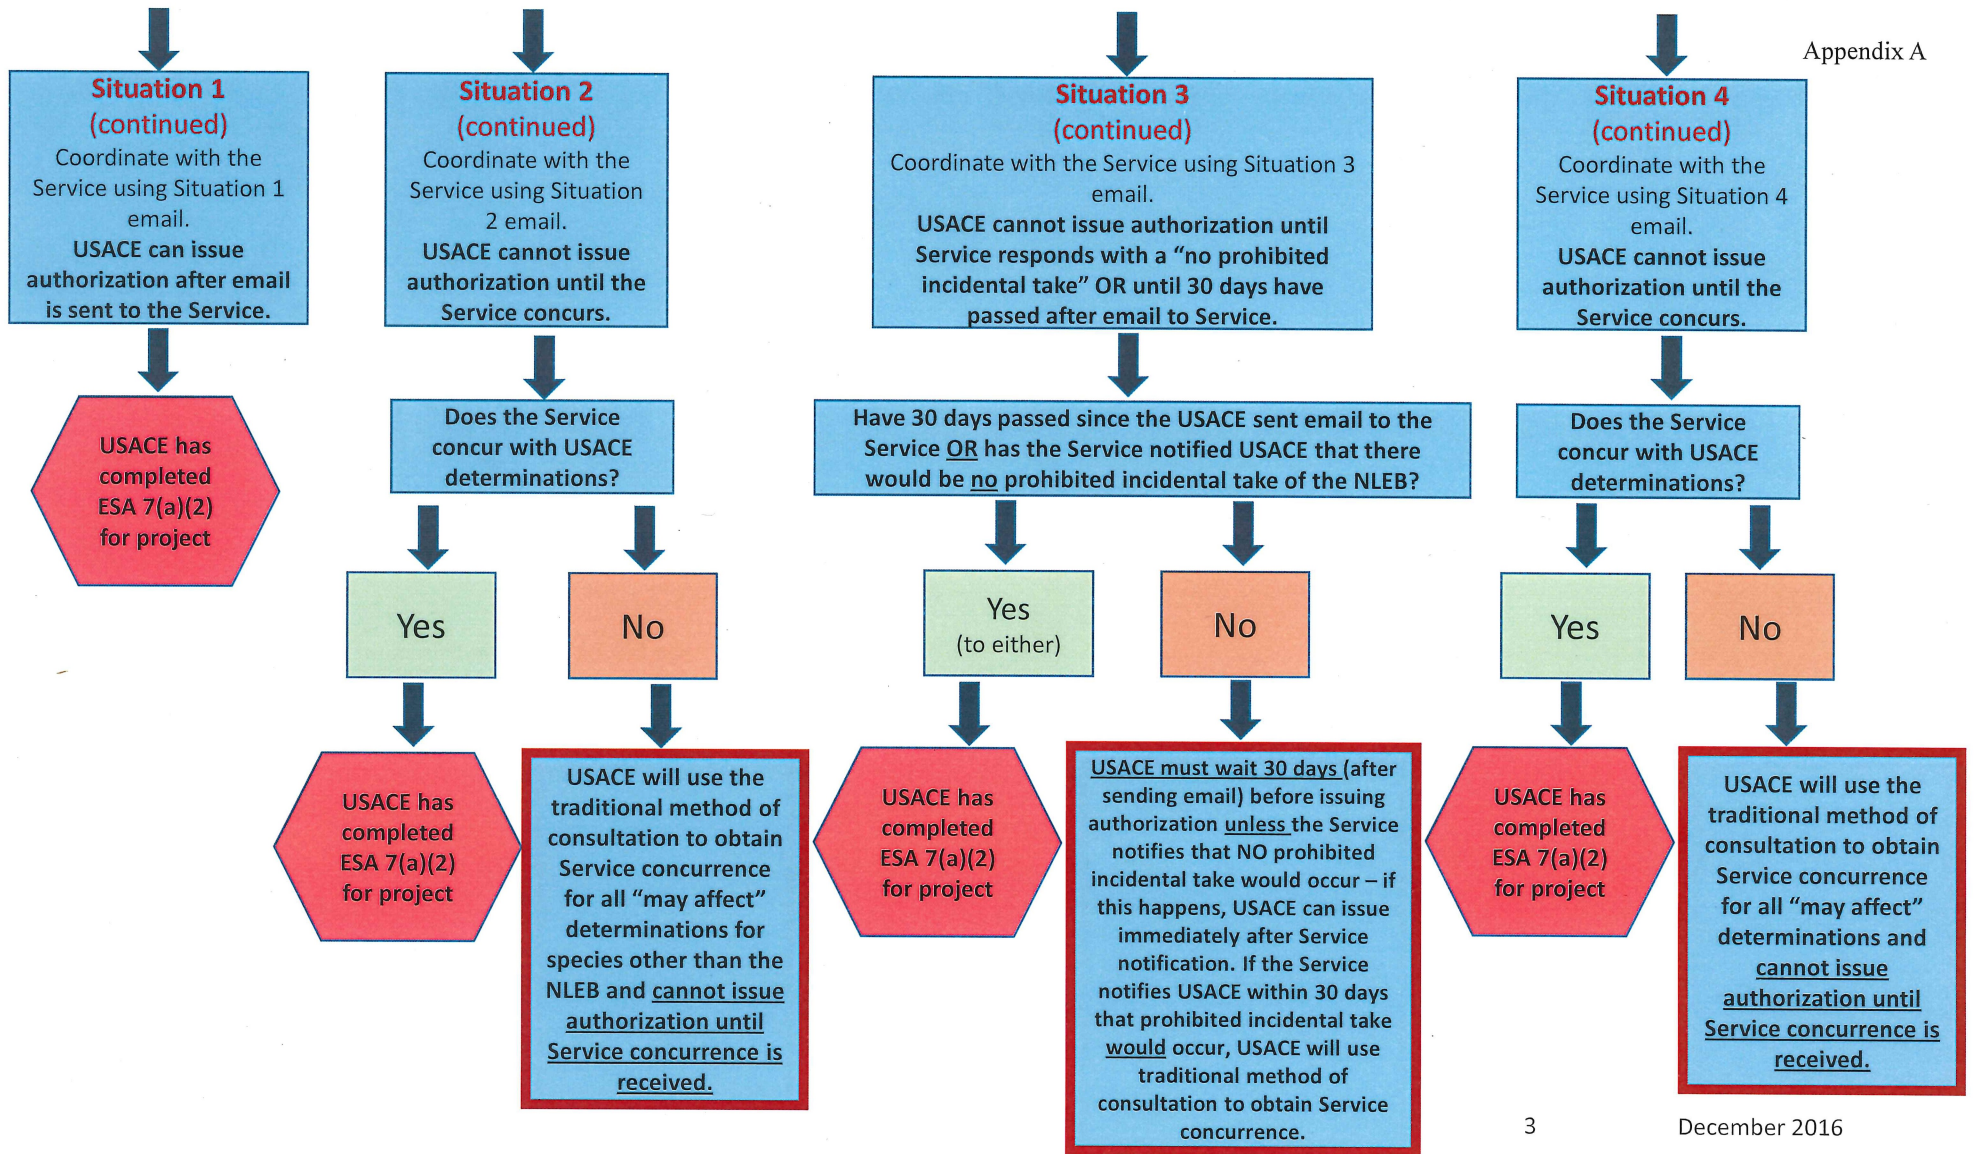 Appendix A
Situation 1
(continued)
Coordinate with the
Service using Situation 1
email.
USACE can issue
authorization after email
is sent to the Service.
USACE has
completed
ESA 7(a)(2)
for project
Situation 2
(continued)
Coordinate with the
Service using Situation
2 email.
USACE cannot issue
authorization until the
Service concurs.
Does the Service
concur with USACE
determinations?
Yes
No
USACE has
completed
ESA 7(a)(2)
for project
USACE will use the
traditional method of
consultation to obtain
Service concurrence
for all “may affect”
determinations for
species other than the
NLEB and cannot issue
authorization until
Service concurrence is
received.
Situation 3
(continued)
Coordinate with the Service using Situation 3
email.
USACE cannot issue authorization until
Service responds with a “no prohibited
incidental take” OR until 30 days have
passed after email to Service.
Have 30 days passed since the USACE sent email to the
Service OR has the Service notified USACE that there
would be no prohibited incidental take of the NLEB?
Yes
(to either)
No
USACE has
completed
ESA 7(a)(2)
for project
USACE must wait 30 days (after
sending email) before issuing
authorization unless the Service
notifies that NO prohibited
incidental take would occur – if
this happens, USACE can issue
immediately after Service
notification. If the Service
notifies USACE within 30 days
that prohibited incidental take
would occur, USACE will use
traditional method of
consultation to obtain Service
concurrence.
Situation 4
(continued)
Coordinate with the
Service using Situation 4
email.
USACE cannot issue
authorization until the
Service concurs.
Does the Service
concur with USACE
determinations?
Yes
No
USACE has
completed
ESA 7(a)(2)
for project
USACE will use the
traditional method of
consultation to obtain
Service concurrence
for all “may affect”
determinations and
cannot issue
authorization until
Service concurrence is
received.
3
December 2016